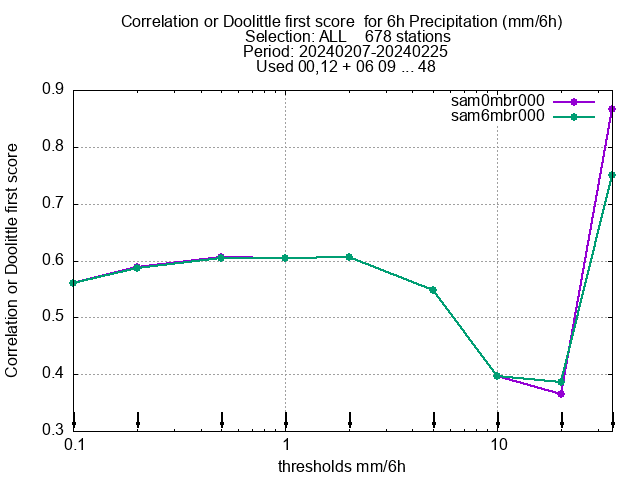 Correlation or Doolittle first score  for 6h Precipitation (mm/6h)
Selection: ALL    678 stations
Period: 20240207-20240225
Used 00,12 + 06 09 ... 48
sam0mbr000
sam6mbr000
Correlation or Doolittle first score
0.9
0.8
0.7
0.6
0.5
0.4
0.3
0.1
1
10
thresholds mm/6h